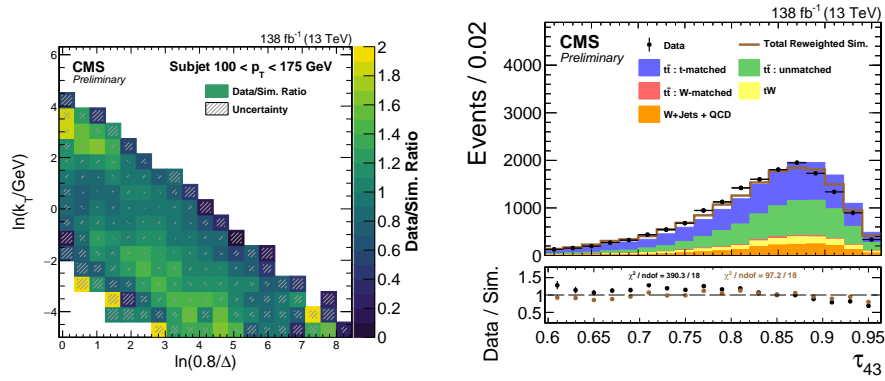 138 fb⁻¹ (13 TeV)
CMS
Preliminary
Subjet 100 < p_T < 175 GeV
Data/Sim. Ratio
Uncertainty
ln(k_T/GeV)
4
2
0
−2
−4
0 1 2 3 4 5 6 7 8
ln(0.8/Δ)
2
1.8
1.6
1.4
1.2
1
0.8
0.6
0.4
0.2
0
Data/Sim. Ratio
138 fb⁻¹ (13 TeV)
CMS
Preliminary
Data
Total Reweighted Sim.
tt̄ : t-matched
tt̄ : unmatched
tt̄ : W-matched
tW
W+Jets + QCD
Events / 0.02
4000
3000
2000
1000
0
χ² / ndof = 390.3 / 18
χ² / ndof = 97.2 / 18
Data / Sim.
1.5
1.0
0.5
0.6 0.65 0.7 0.75 0.8 0.85 0.9 0.95
τ₄₃